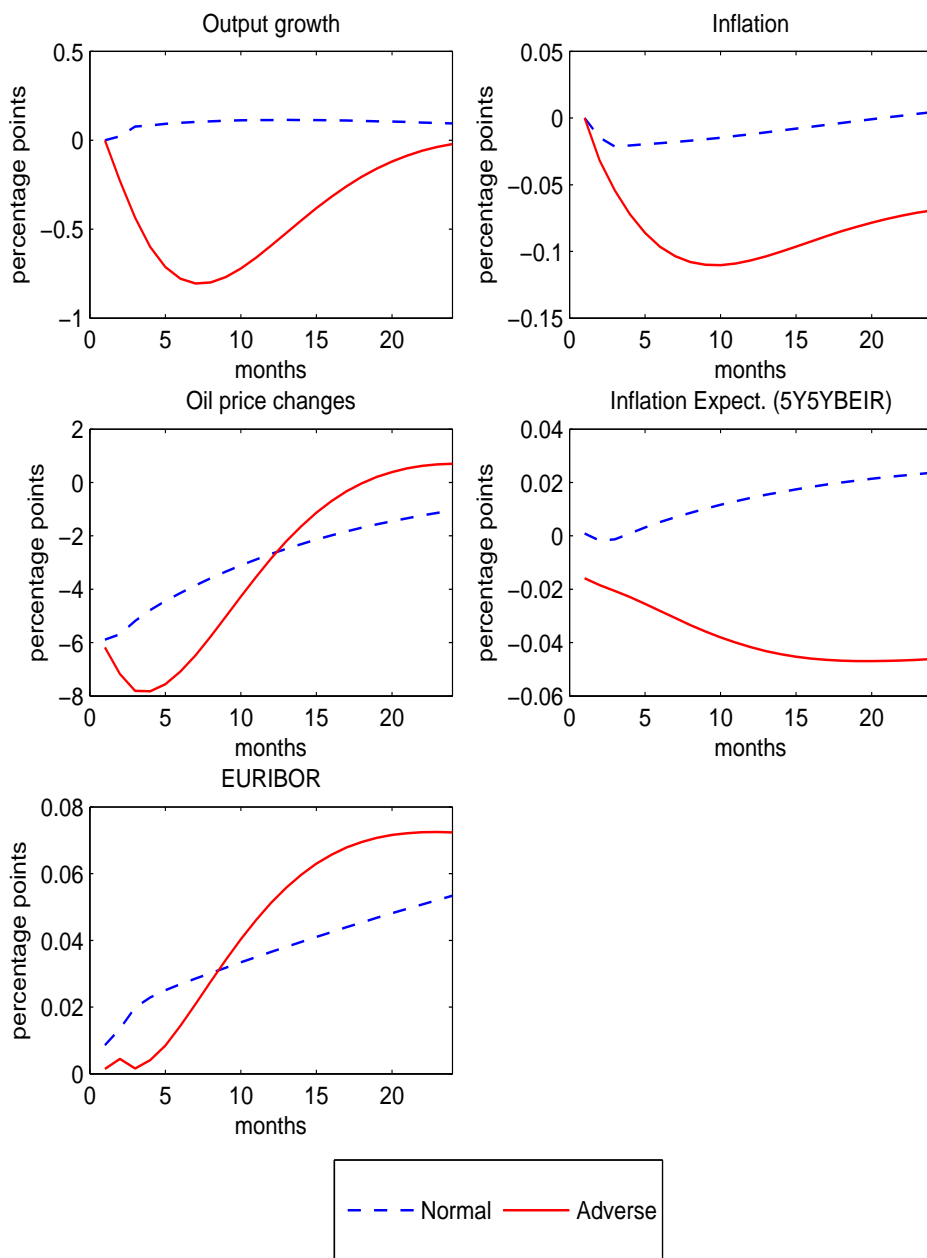 Output growth
percentage points
0.5
0
−0.5
−1
0 5 10 15 20
months
Inflation
percentage points
0.05
0
−0.05
−0.1
−0.15
0 5 10 15 20
months
Oil price changes
percentage points
2
0
−2
−4
−6
−8
0 5 10 15 20
months
Inflation Expect. (5Y5YBEIR)
percentage points
0.04
0.02
0
−0.02
−0.04
−0.06
0 5 10 15 20
months
EURIBOR
percentage points
0.08
0.06
0.04
0.02
0
0 5 10 15 20
months
Normal Adverse